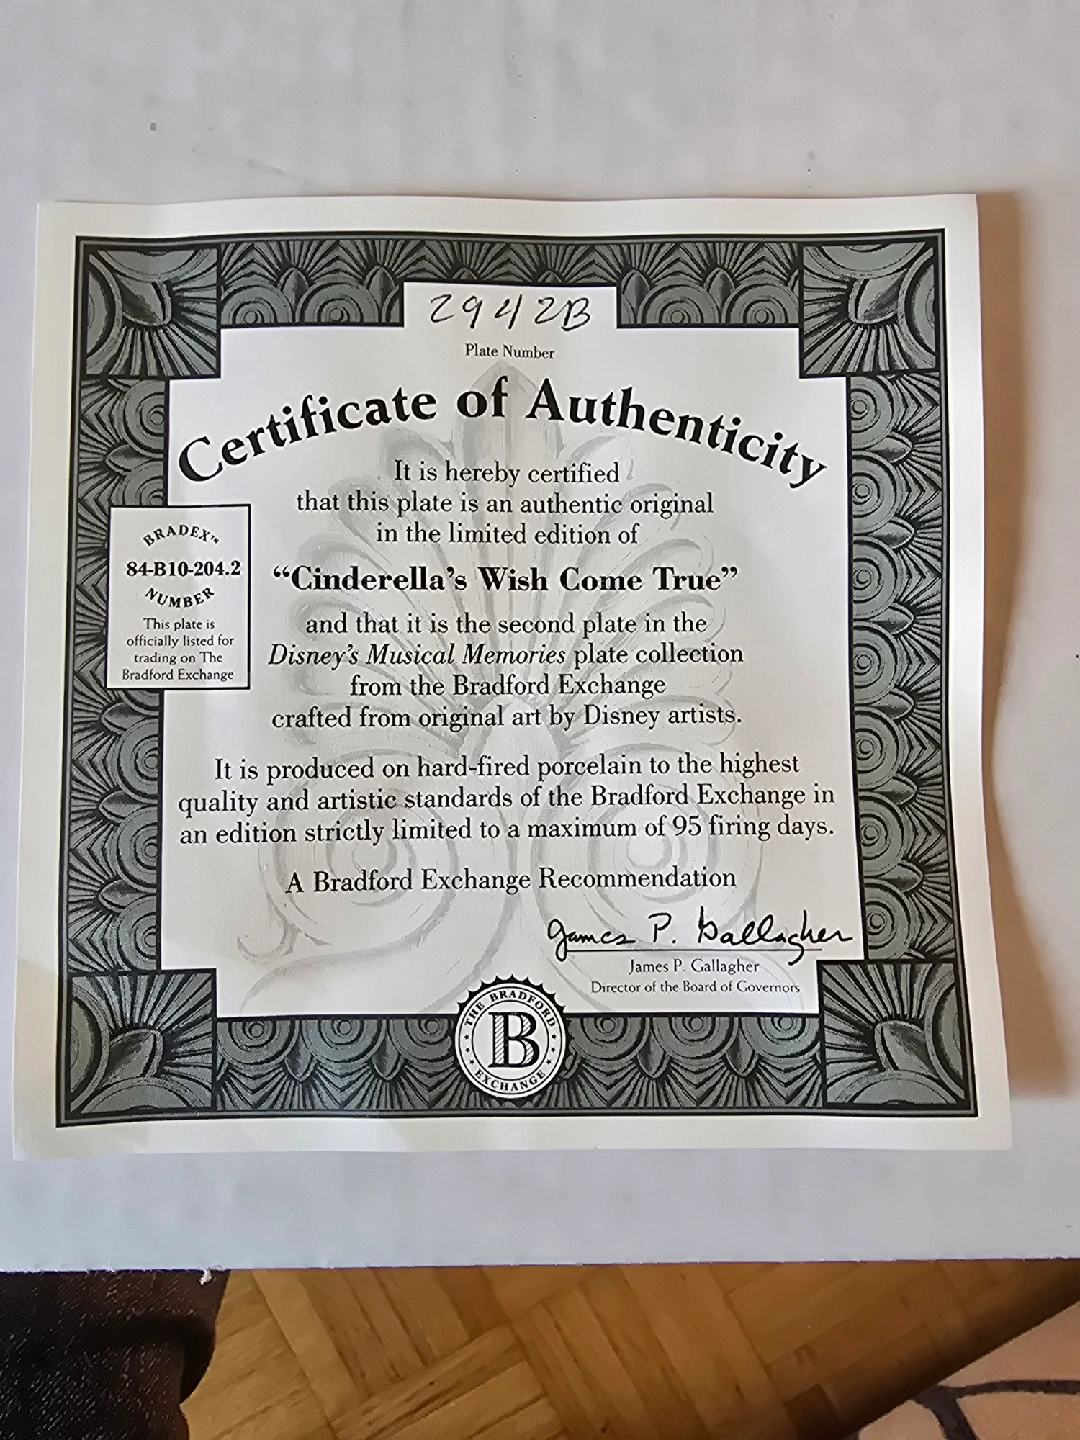 2942B
Plate Number
Certificate of Authenticity
It is hereby certified
that this plate is an authentic original
in the limited edition of
“Cinderella’s Wish Come True”
and that it is the second plate in the
Disney’s Musical Memories plate collection
from the Bradford Exchange
crafted from original art by Disney artists.
BRADEX™
84-B10-204.2
NUMBER
This plate is
officially listed for
trading on The
Bradford Exchange
It is produced on hard-fired porcelain to the highest
quality and artistic standards of the Bradford Exchange in
an edition strictly limited to a maximum of 95 firing days.
A Bradford Exchange Recommendation
James P. Gallagher
James P. Gallagher
Director of the Board of Governors
THE BRADFORD
B
EXCHANGE